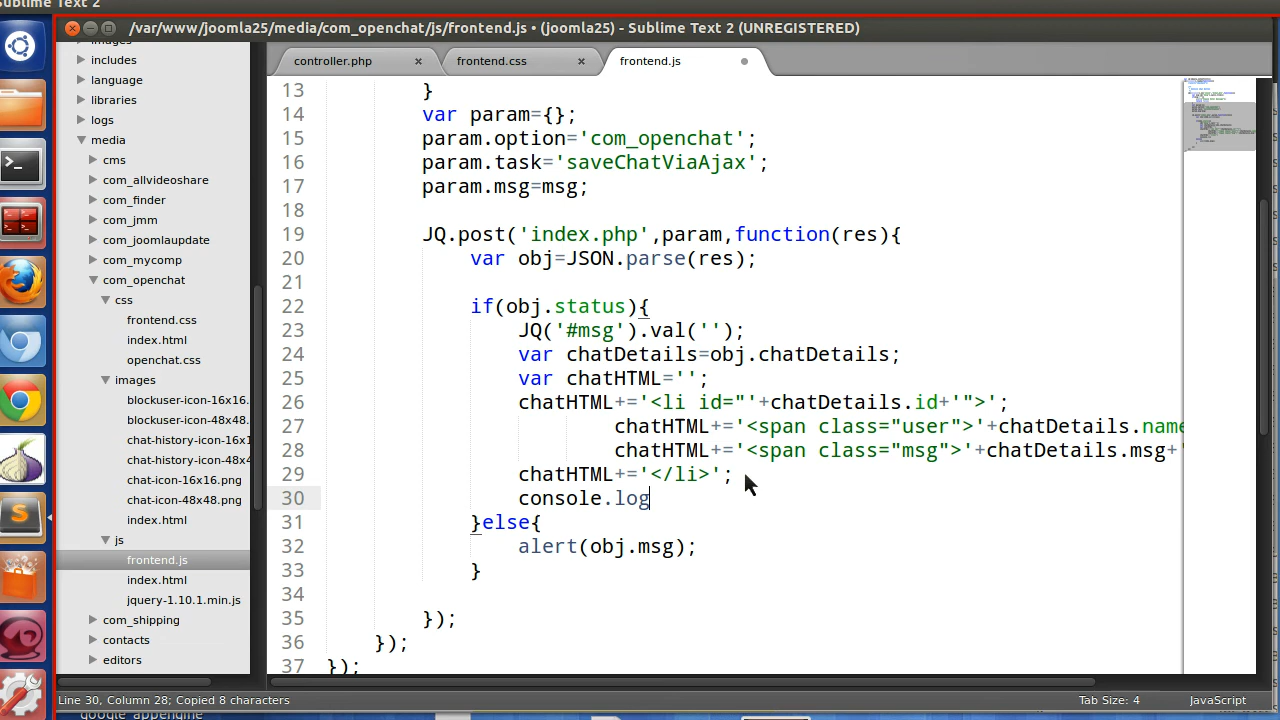 Sublime Text 2
/var/www/joomla25/media/com_openchat/js/frontend.js • (joomla25) - Sublime Text 2 (UNREGISTERED)
controller.php × frontend.css × frontend.js
images
includes
language
libraries
logs
media
cms
com_allvideoshare
com_finder
com_jmm
com_joomlaupdate
com_mycomp
com_openchat
css
frontend.css
index.html
openchat.css
images
blockuser-icon-16x16.
blockuser-icon-48x48.
chat-history-icon-16x1
chat-history-icon-48x4
chat-icon-16x16.png
chat-icon-48x48.png
index.html
js
frontend.js
index.html
jquery-1.10.1.min.js
com_shipping
contacts
editors
13 }
14 var param={};
15 param.option='com_openchat';
16 param.task='saveChatViaAjax';
17 param.msg=msg;
18
19 JQ.post('index.php',param,function(res){
20 var obj=JSON.parse(res);
21
22 if(obj.status){
23 JQ('#msg').val('');
24 var chatDetails=obj.chatDetails;
25 var chatHTML='';
26 chatHTML+='<li id="'+chatDetails.id+'">';
27 chatHTML+='<span class="user">'+chatDetails.name
28 chatHTML+='<span class="msg">'+chatDetails.msg+'
29 chatHTML+='</li>';
30 console.log
31 }else{
32 alert(obj.msg);
33 }
34
35 });
36 });
37 });
Line 30, Column 28; Copied 8 characters Tab Size: 4 JavaScript
google appengine